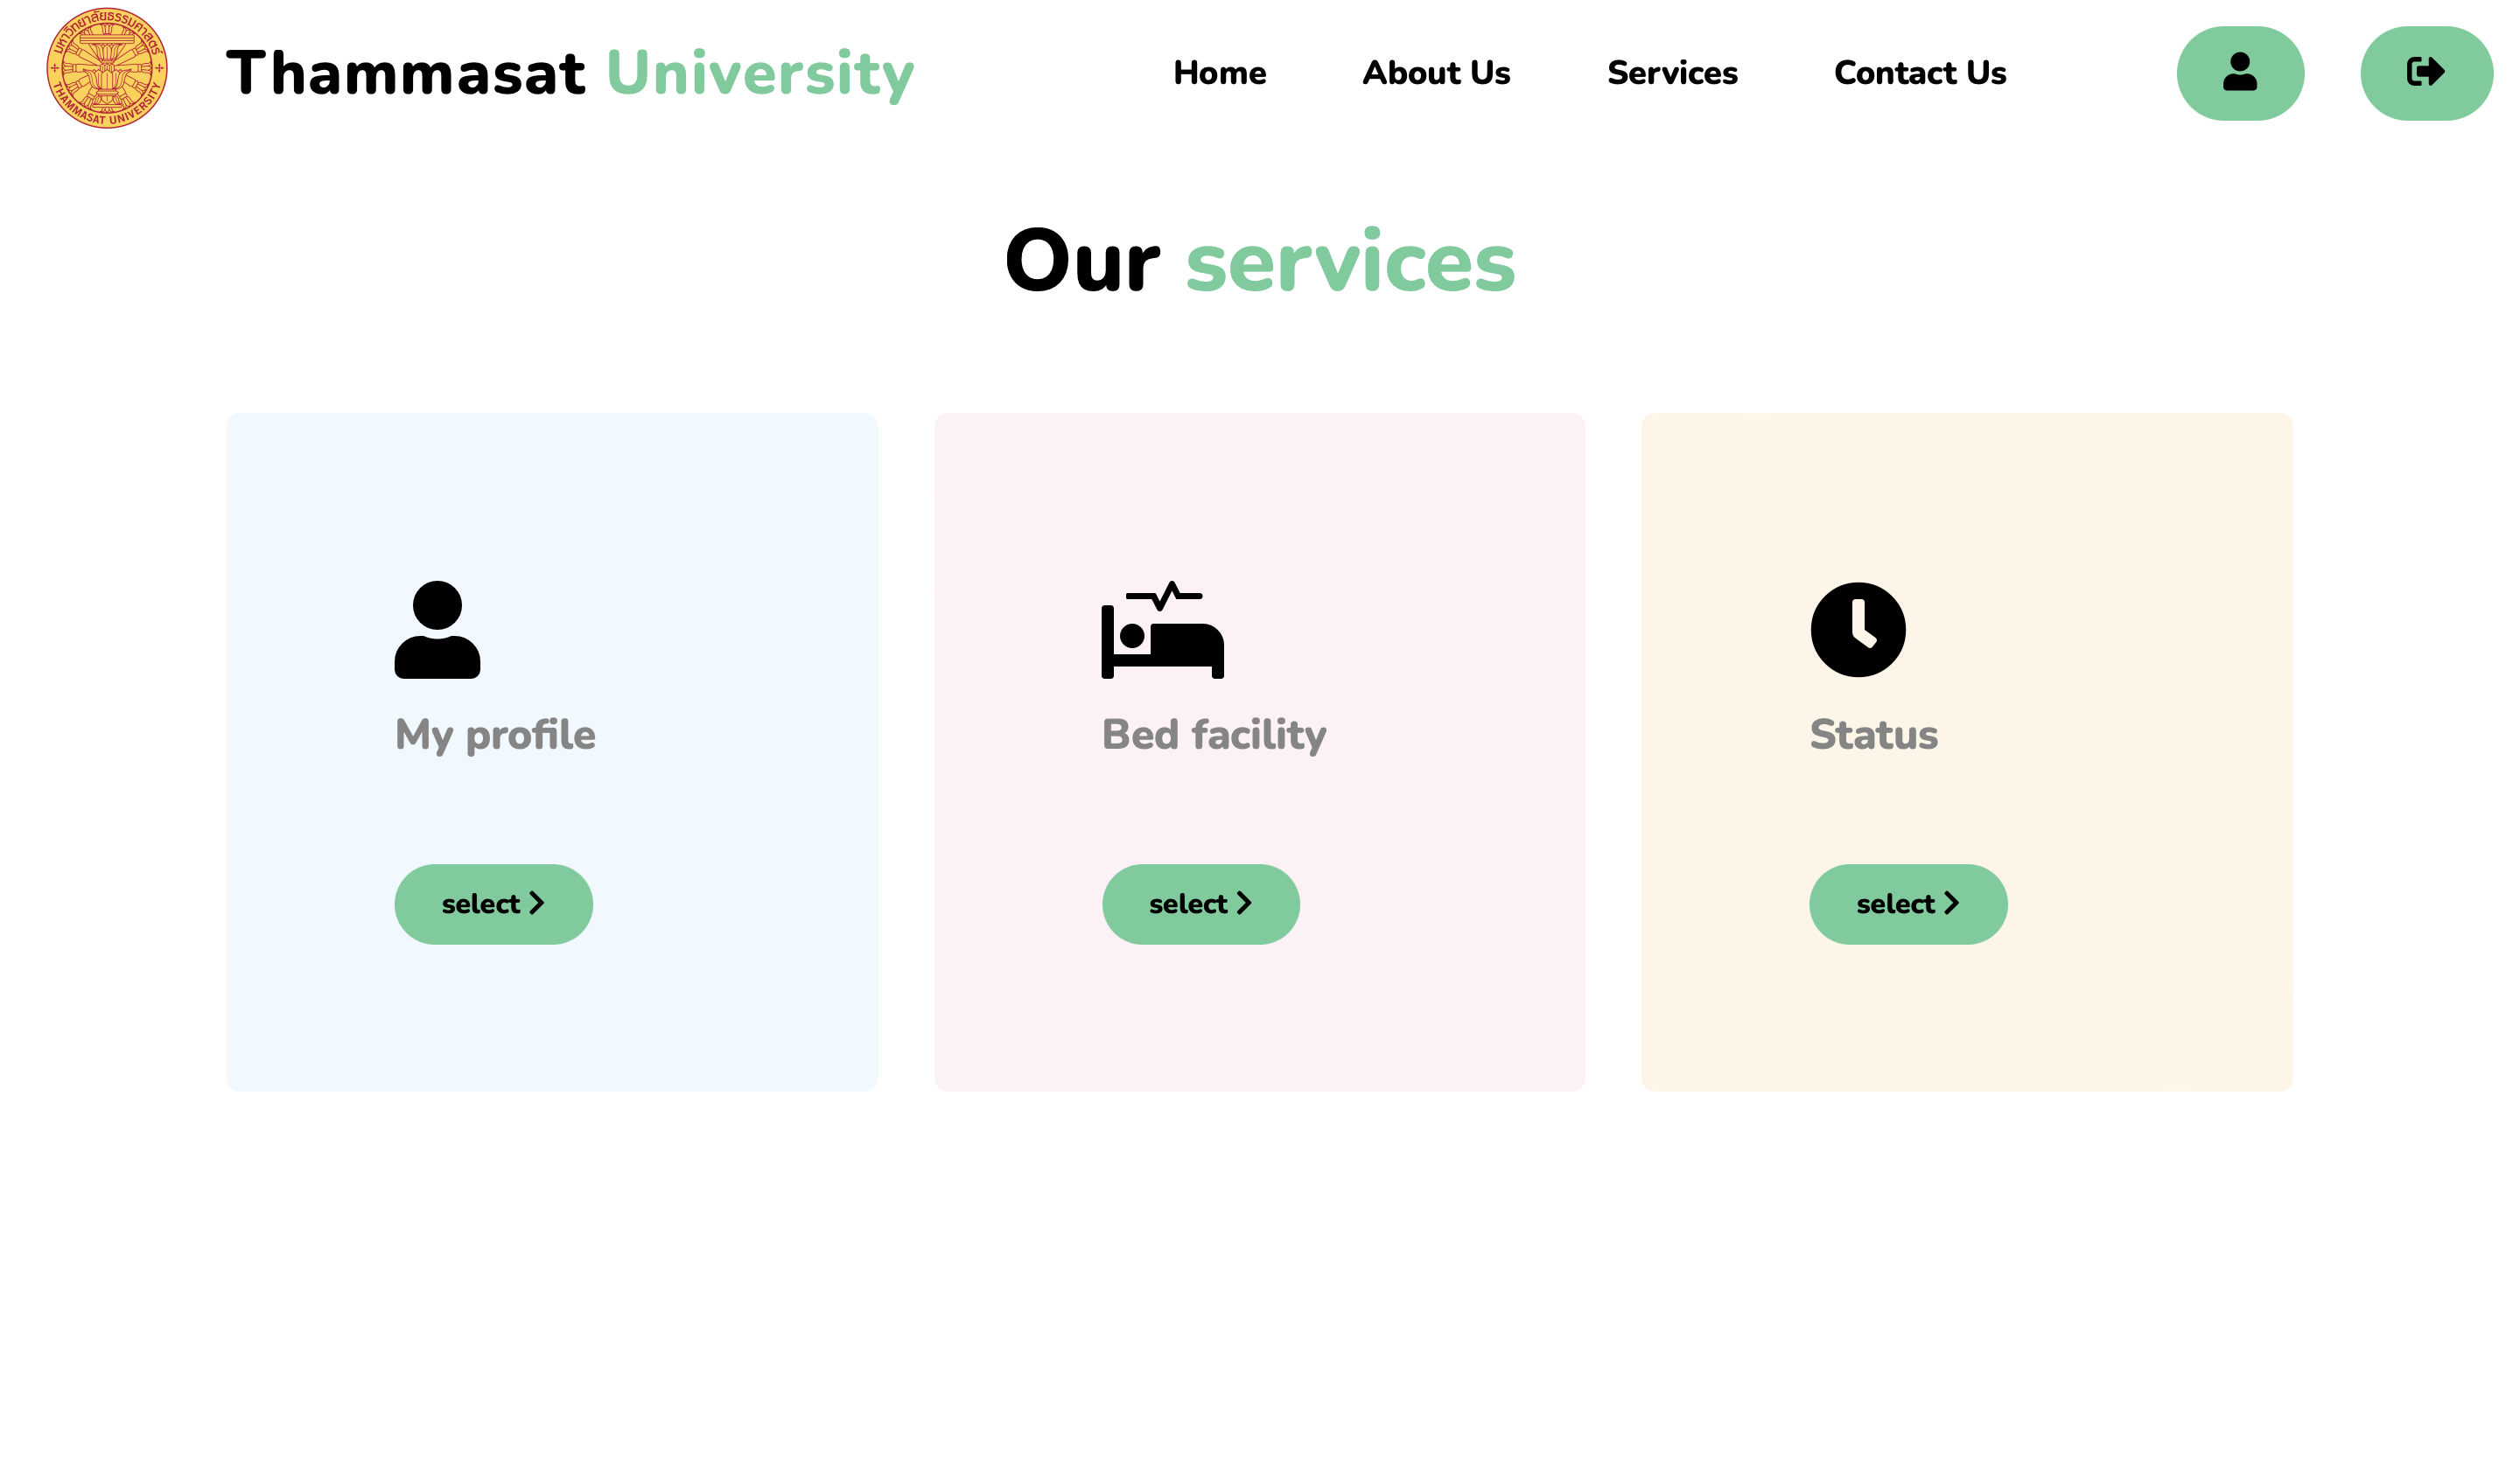 มหาวิทยาลัยธรรมศาสตร์
THAMMASAT UNIVERSITY
Thammasat University
Home
About Us
Services
Contact Us
Our services
My profile
Bed facility
Status
select
select
select